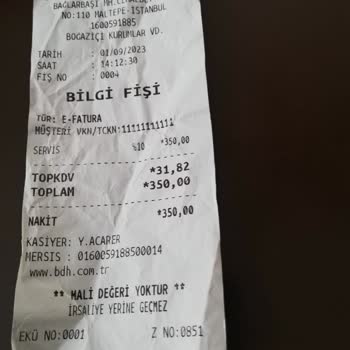 BAĞLARBAŞI MH.
NO:110 MALTEPE-İSTANBUL
1600591885
BOĞAZİÇİ KURUMLAR VD.
TARİH : 01/09/2023
SAAT : 14:12:30
FİŞ NO : 0004
BİLGİ FİŞİ
TÜR: E-FATURA
MÜŞTERİ VKN/TCKN:11111111111
SERVİS %10 *350,00
TOPKDV *31,82
TOPLAM *350,00
NAKİT *350,00
KASİYER: Y.ACARER
MERSIS : 0160059188500014
www.bdh.com.tr
** MALİ DEĞERİ YOKTUR **
İRSALİYE YERİNE GEÇMEZ
EKÜ NO:0001 Z NO:0851